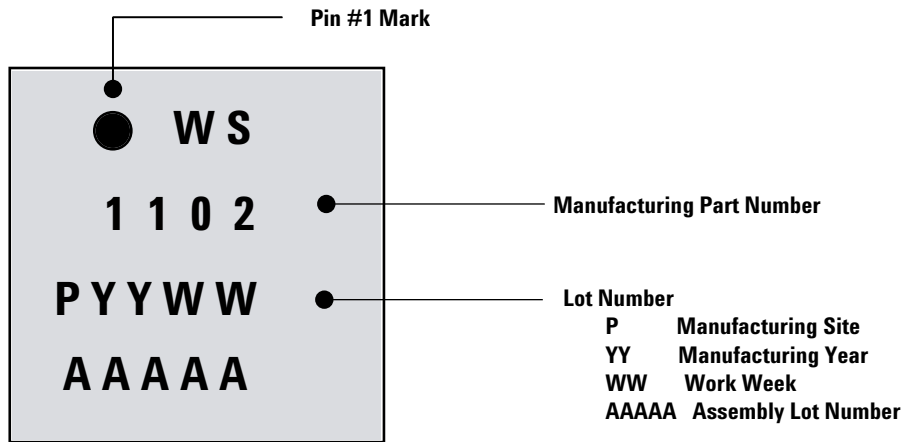 Pin #1 Mark
W S
1 1 0 2
Manufacturing Part Number
P Y Y W W
A A A A A
Lot Number
P Manufacturing Site
YY Manufacturing Year
WW Work Week
AAAAA Assembly Lot Number